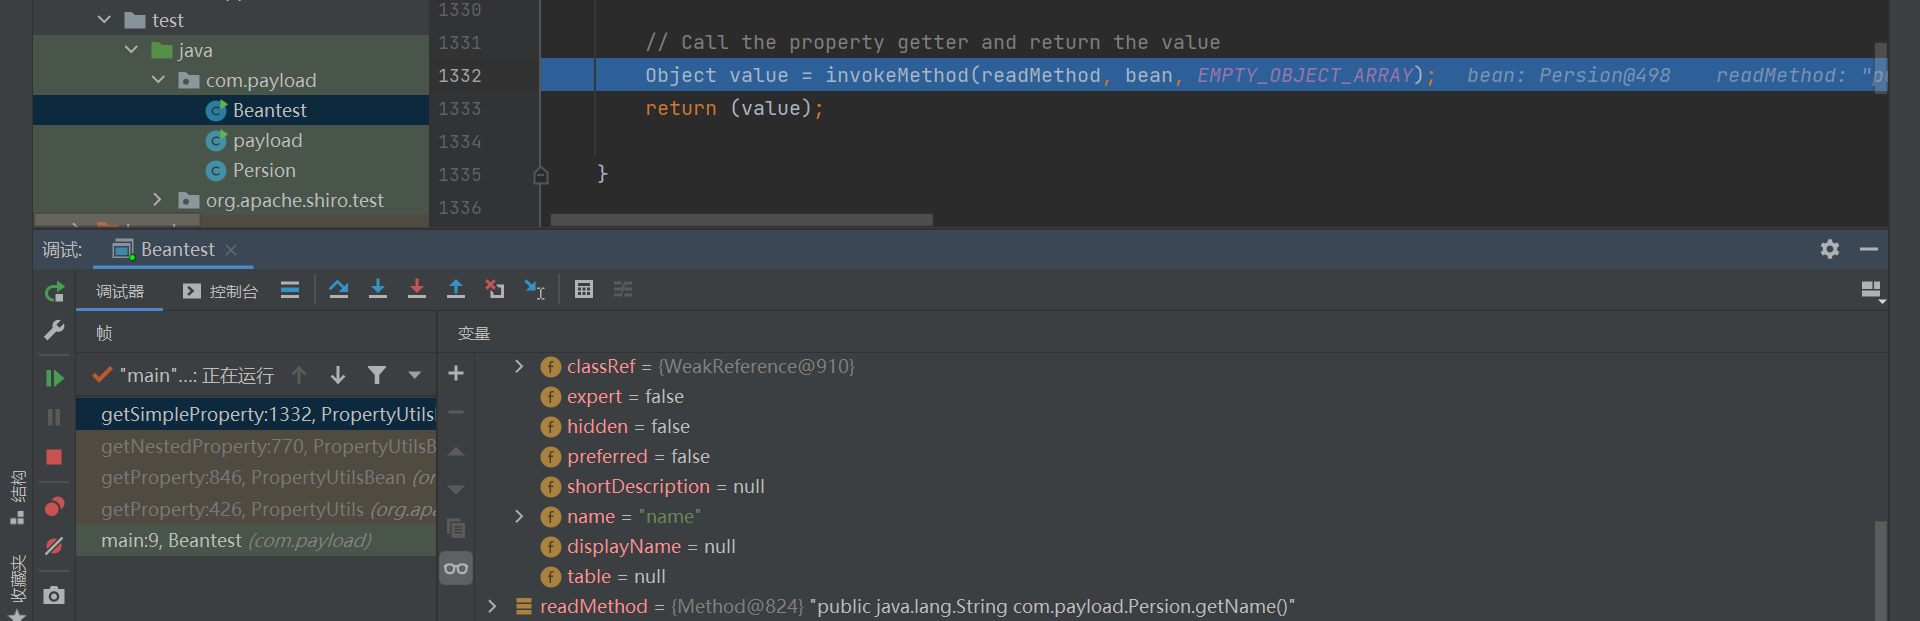 test
java
com.payload
Beantest
payload
Persion
org.apache.shiro.test
1330
1331 // Call the property getter and return the value
1332 Object value = invokeMethod(readMethod, bean, EMPTY_OBJECT_ARRAY); bean: Persion@498 readMethod: "p
1333 return (value);
1334
1335 }
1336
调试: Beantest
调试器 控制台
帧
变量
"main"...: 正在运行
getSimpleProperty:1332, PropertyUtils
getNestedProperty:770, PropertyUtilsB
getProperty:846, PropertyUtilsBean (or
getProperty:426, PropertyUtils (org.apa
main:9, Beantest (com.payload)
classRef = {WeakReference@910}
expert = false
hidden = false
preferred = false
shortDescription = null
name = "name"
displayName = null
table = null
readMethod = {Method@824} "public java.lang.String com.payload.Persion.getName()"
结构
收藏夹